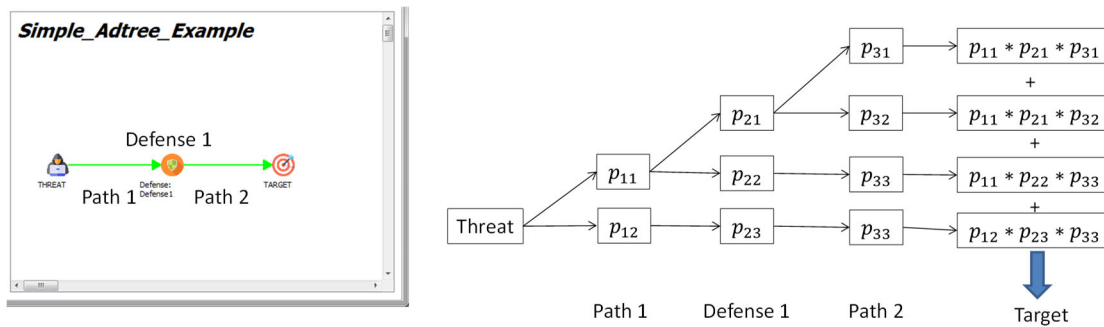 Simple_Adtree_Example
Defense 1
THREAT
Path 1
Defense:
Defense1
Path 2
TARGET
Threat
p₁₁
p₁₂
p₂₁
p₂₂
p₂₃
p₃₁
p₃₂
p₃₃
p₃₃
p₁₁ * p₂₁ * p₃₁
+
p₁₁ * p₂₁ * p₃₂
+
p₁₁ * p₂₂ * p₃₃
+
p₁₂ * p₂₃ * p₃₃
Path 1
Defense 1
Path 2
Target